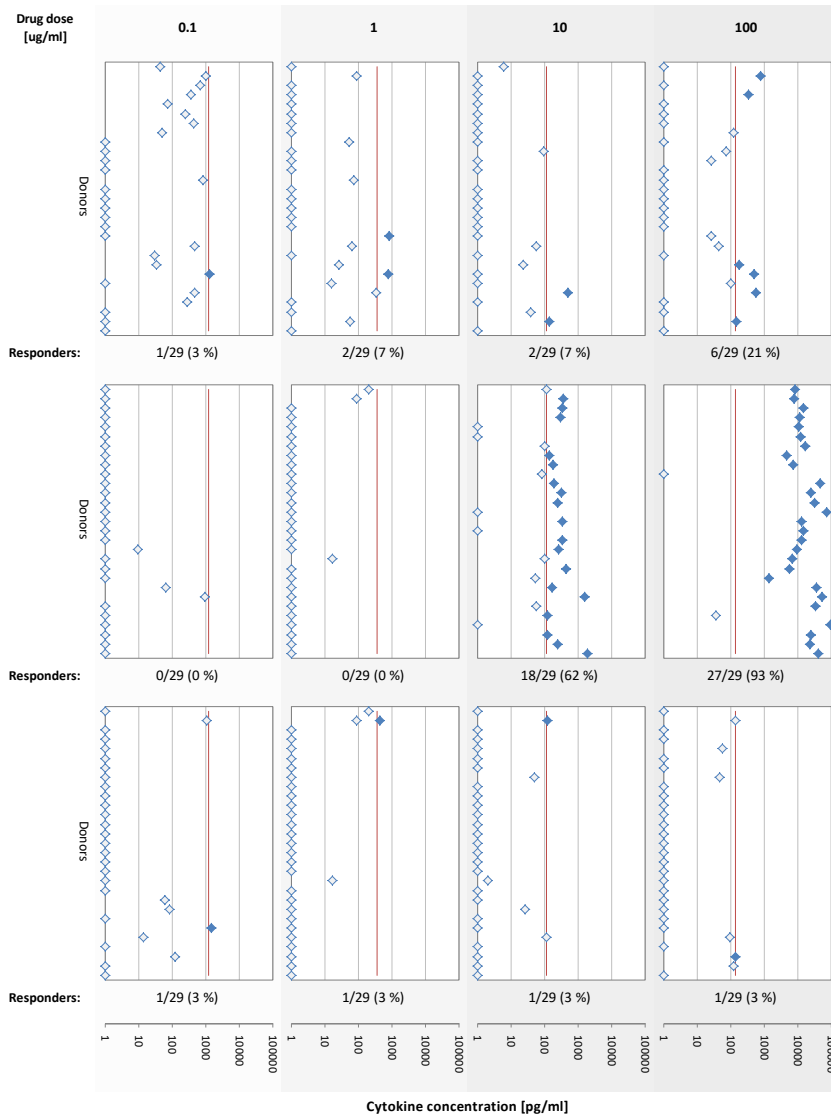 Drug dose
[ug/ml]
0.1 1 10 100
Donors
Responders: 1/29 (3 %) 2/29 (7 %) 2/29 (7 %) 6/29 (21 %)
Donors
Responders: 0/29 (0 %) 0/29 (0 %) 18/29 (62 %) 27/29 (93 %)
Donors
Responders: 1/29 (3 %) 1/29 (3 %) 1/29 (3 %) 1/29 (3 %)
1 10 100 1000 10000 100000 1 10 100 1000 10000 100000 1 10 100 1000 10000 100000 1 10 100 1000 10000 100000
Cytokine concentration [pg/ml]